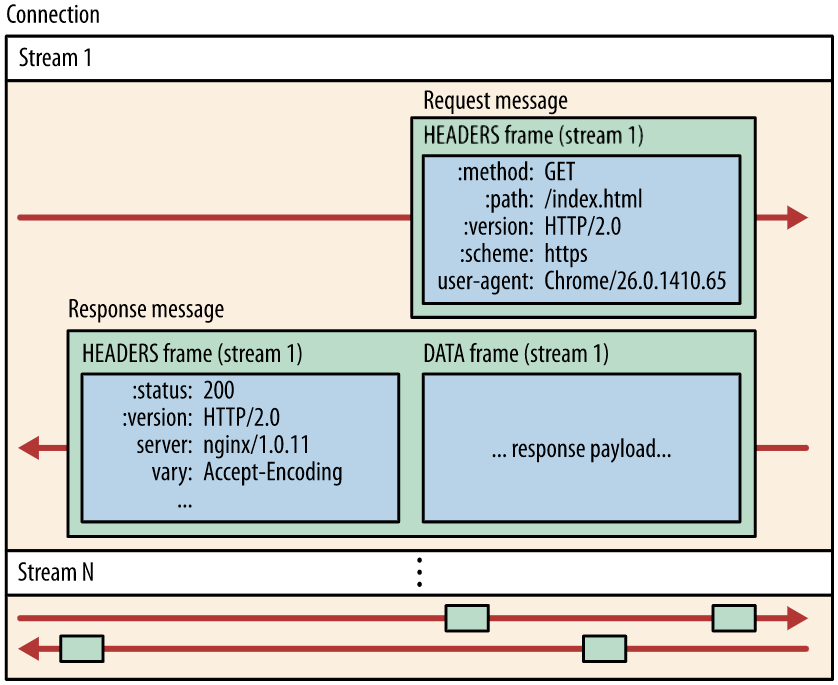 Connection
Stream 1
Request message
HEADERS frame (stream 1)
:method: GET
:path: /index.html
:version: HTTP/2.0
:scheme: https
user-agent: Chrome/26.0.1410.65
Response message
HEADERS frame (stream 1)
:status: 200
:version: HTTP/2.0
server: nginx/1.0.11
vary: Accept-Encoding
...
DATA frame (stream 1)
... response payload...
Stream N